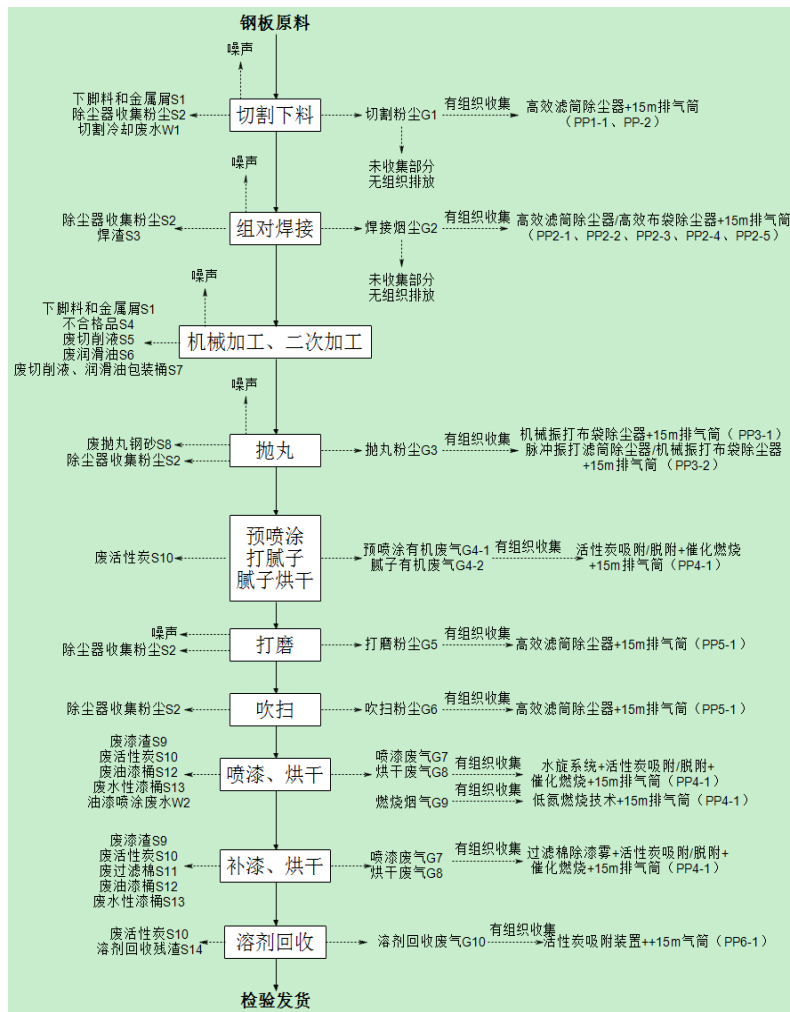 钢板原料
噪声
下脚料和金属屑S1
除尘器收集粉尘S2
切割冷却废水W1
切割下料
切割粉尘G1
有组织收集
高效滤筒除尘器+15m排气筒
（PP1-1、PP-2）
未收集部分
无组织排放
噪声
除尘器收集粉尘S2
焊渣S3
组对焊接
焊接烟尘G2
有组织收集
高效滤筒除尘器/高效布袋除尘器+15m排气筒
（PP2-1、PP2-2、PP2-3、PP2-4、PP2-5）
未收集部分
无组织排放
噪声
下脚料和金属屑S1
不合格品S4
废切削液S5
废润滑油S6
废切削液、润滑油包装桶S7
机械加工、二次加工
噪声
废抛丸钢砂S8
除尘器收集粉尘S2
抛丸
抛丸粉尘G3
有组织收集
机械振打布袋除尘器+15m排气筒（PP3-1）
脉冲振打滤筒除尘器/机械振打布袋除尘器
+15m排气筒（PP3-2）
废活性炭S10
预喷涂
打腻子
腻子烘干
预喷涂有机废气G4-1
腻子有机废气G4-2
有组织收集
活性炭吸附/脱附+催化燃烧
+15m排气筒（PP4-1）
噪声
除尘器收集粉尘S2
打磨
打磨粉尘G5
有组织收集
高效滤筒除尘器+15m排气筒（PP5-1）
除尘器收集粉尘S2
吹扫
吹扫粉尘G6
有组织收集
高效滤筒除尘器+15m排气筒（PP5-1）
废漆渣S9
废活性炭S10
废油漆桶S12
废水性漆桶S13
油漆喷涂废水W2
喷漆、烘干
喷漆废气G7
烘干废气G8
有组织收集
水旋系统+活性炭吸附/脱附+
催化燃烧+15m排气筒（PP4-1）
燃烧烟气G9
有组织收集
低氮燃烧技术+15m排气筒（PP4-1）
废漆渣S9
废活性炭S10
废过滤棉S11
废油漆桶S12
废水性漆桶S13
补漆、烘干
喷漆废气G7
烘干废气G8
有组织收集
过滤棉除漆雾+活性炭吸附/脱附+
催化燃烧+15m排气筒（PP4-1）
废活性炭S10
溶剂回收残渣S14
溶剂回收
溶剂回收废气G10
有组织收集
活性炭吸附装置++15m气筒（PP6-1）
检验发货